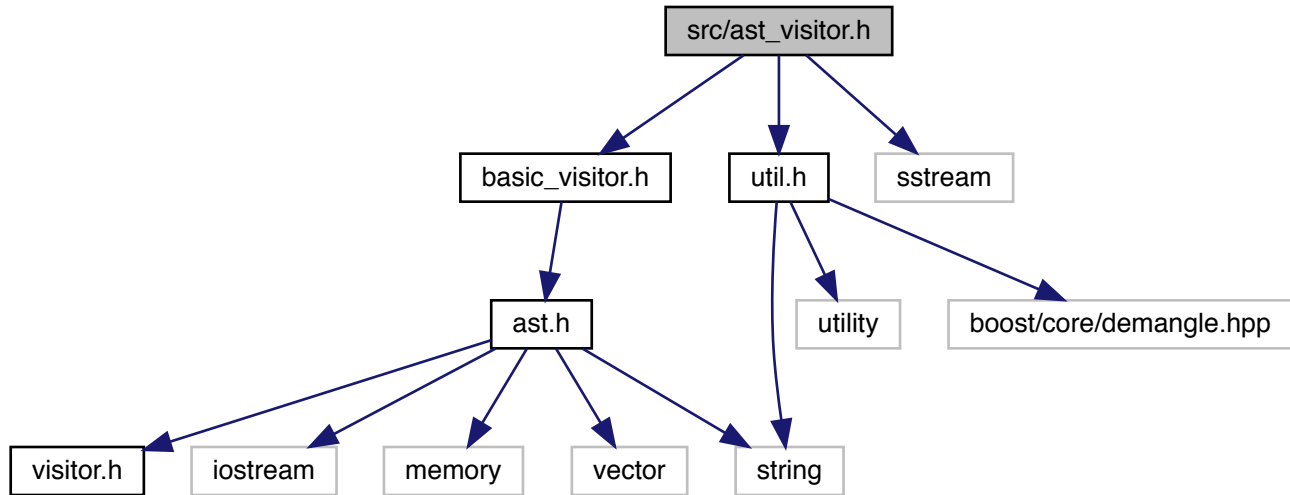 src/ast_visitor.h
basic_visitor.h
util.h
sstream
ast.h
utility
boost/core/demangle.hpp
visitor.h
iostream
memory
vector
string